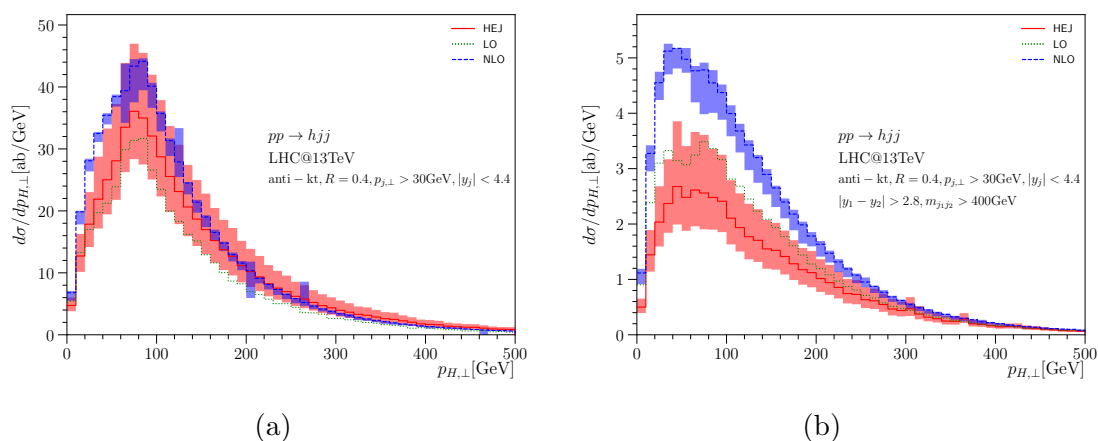 50
40
30
20
10
0
dσ/dp_{H,⊥}[ab/GeV]
HEJ
LO
NLO
pp → hjj
LHC@13TeV
anti − kt, R = 0.4, p_{j,⊥} > 30GeV, |y_j| < 4.4
0 100 200 300 400 500
p_{H,⊥}[GeV]
(a)
5
4
3
2
1
0
dσ/dp_{H,⊥}[ab/GeV]
HEJ
LO
NLO
pp → hjj
LHC@13TeV
anti − kt, R = 0.4, p_{j,⊥} > 30GeV, |y_j| < 4.4
|y_1 − y_2| > 2.8, m_{j_1j_2} > 400GeV
0 100 200 300 400 500
p_{H,⊥}[GeV]
(b)